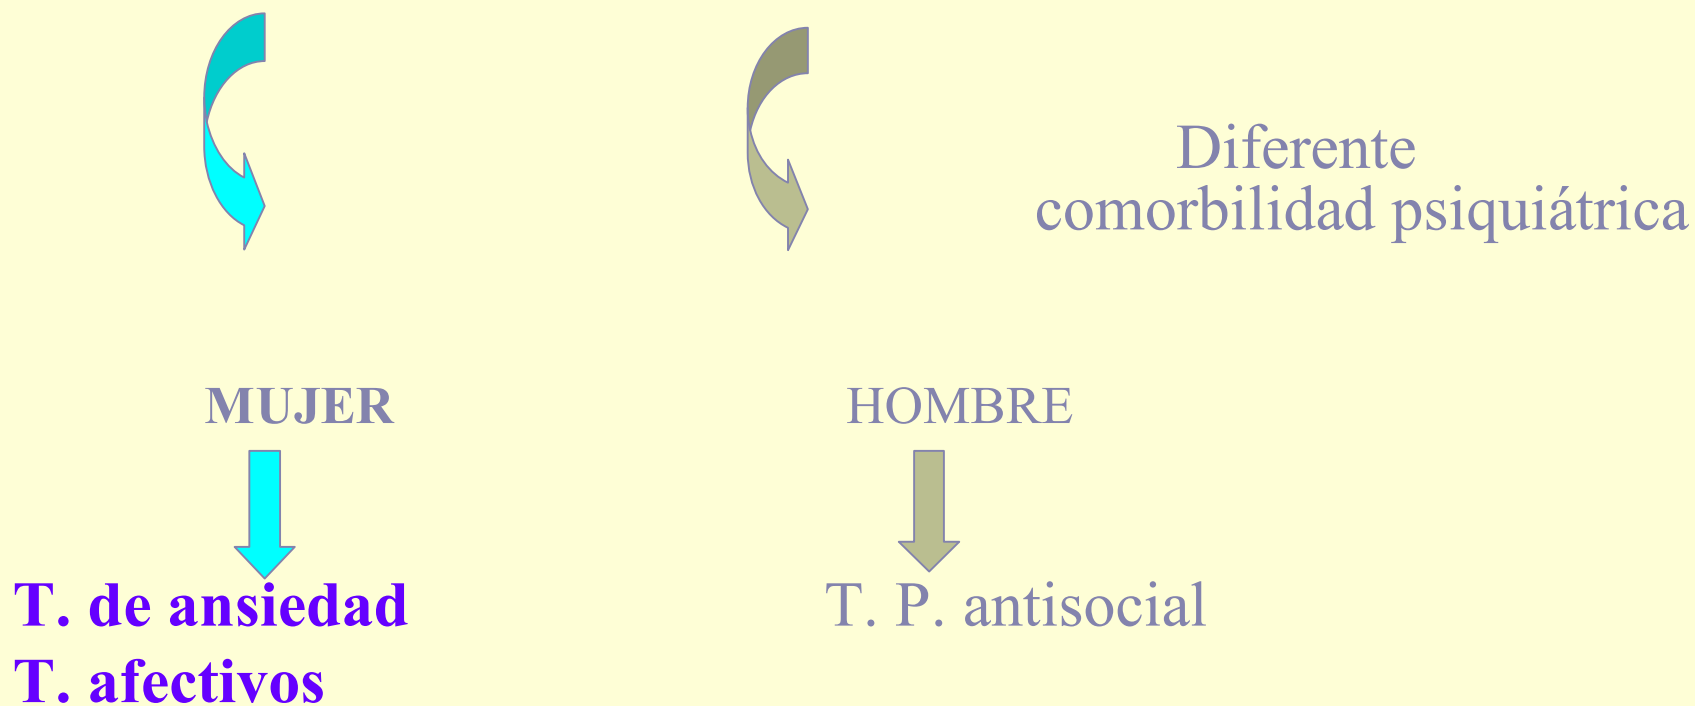 Diferente
comorbilidad psiquiátrica
MUJER
HOMBRE
T. de ansiedad
T. P. antisocial
T. afectivos